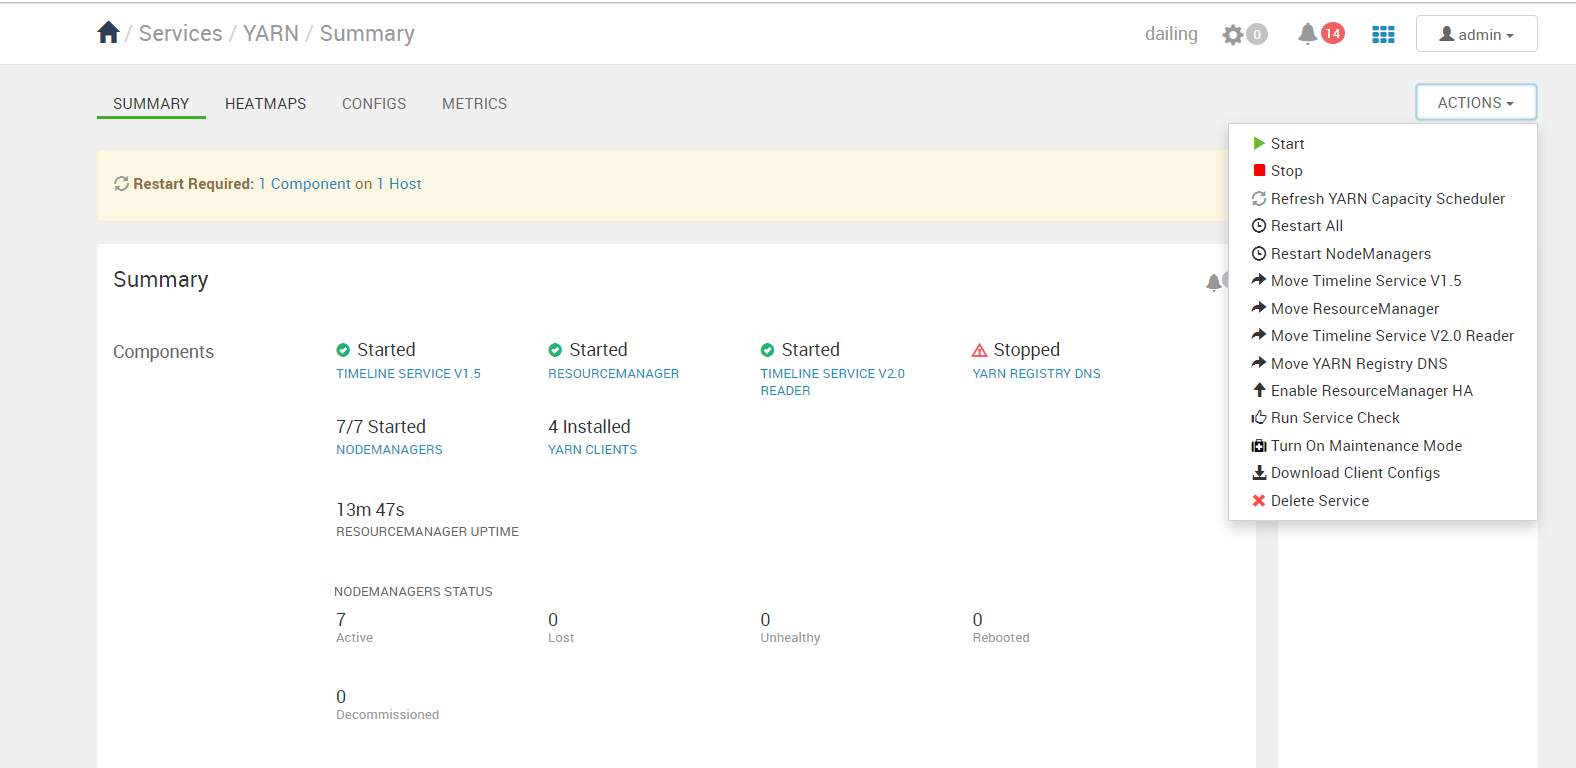 / Services / YARN / Summary
dailing
0
14
admin
SUMMARY
HEATMAPS
CONFIGS
METRICS
ACTIONS
Restart Required: 1 Component on 1 Host
Start
Stop
Refresh YARN Capacity Scheduler
Restart All
Restart NodeManagers
Move Timeline Service V1.5
Move ResourceManager
Move Timeline Service V2.0 Reader
Move YARN Registry DNS
Enable ResourceManager HA
Run Service Check
Turn On Maintenance Mode
Download Client Configs
Delete Service
Summary
Components
Started
TIMELINE SERVICE V1.5
Started
RESOURCEMANAGER
Started
TIMELINE SERVICE V2.0
READER
Stopped
YARN REGISTRY DNS
7/7 Started
NODEMANAGERS
4 Installed
YARN CLIENTS
13m 47s
RESOURCEMANAGER UPTIME
NODEMANAGERS STATUS
7
Active
0
Lost
0
Unhealthy
0
Rebooted
0
Decommissioned